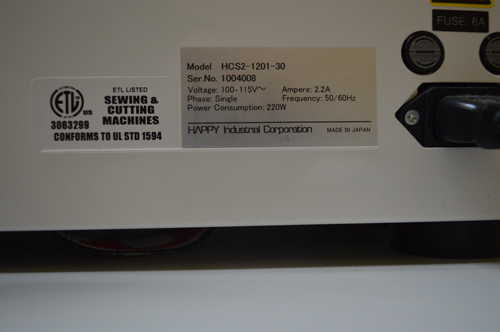 FUSE 6A
Model HCS2-1201-30
Ser.No. 1004008
Voltage: 100-115V～ Ampere: 2.2A
Phase: Single Frequency: 50/60Hz
Power Consumption: 220W
HAPPY Industrial Corporation MADE IN JAPAN
ETL LISTED
SEWING &
CUTTING
MACHINES
ETL US
3063299
CONFORMS TO UL STD 1594